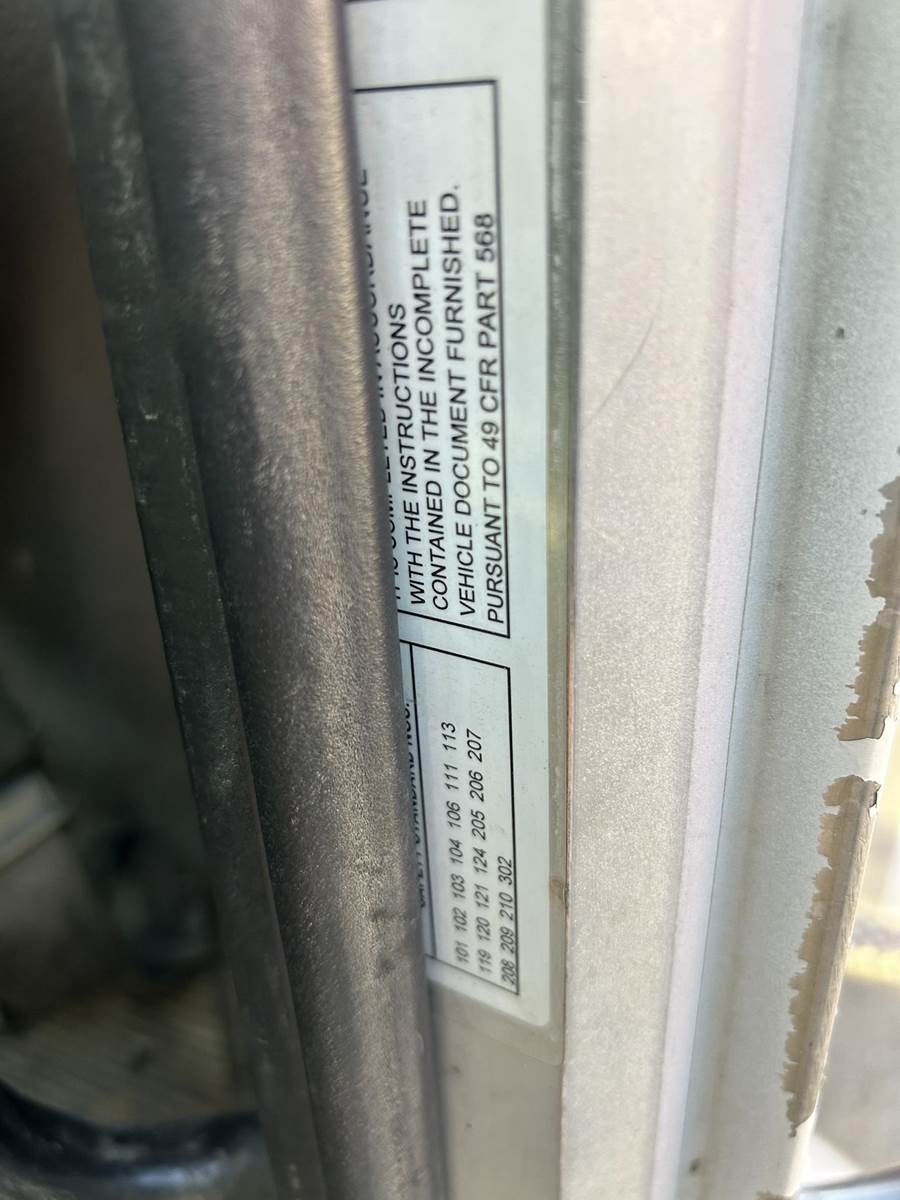 WITH THE INSTRUCTIONS
CONTAINED IN THE INCOMPLETE
VEHICLE DOCUMENT FURNISHED.
PURSUANT TO 49 CFR PART 568
101 102 103 104 106 111 113
119 120 121 124 205 206 207
208 209 210 302